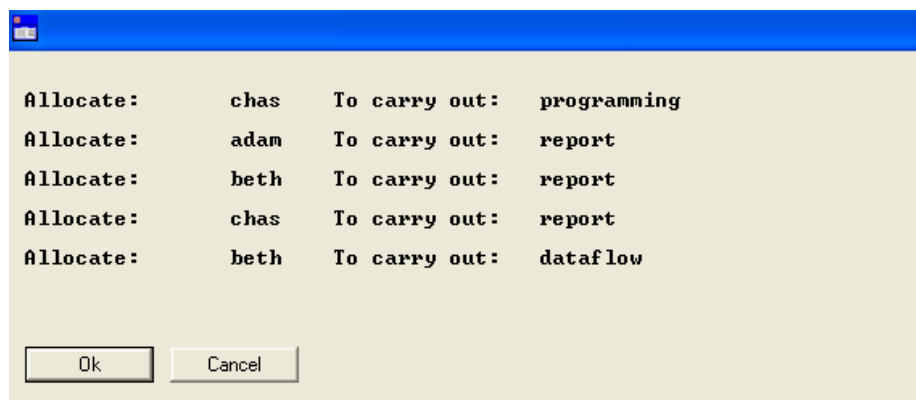 Allocate: chas To carry out: programming
Allocate: adam To carry out: report
Allocate: beth To carry out: report
Allocate: chas To carry out: report
Allocate: beth To carry out: dataflow
Ok Cancel